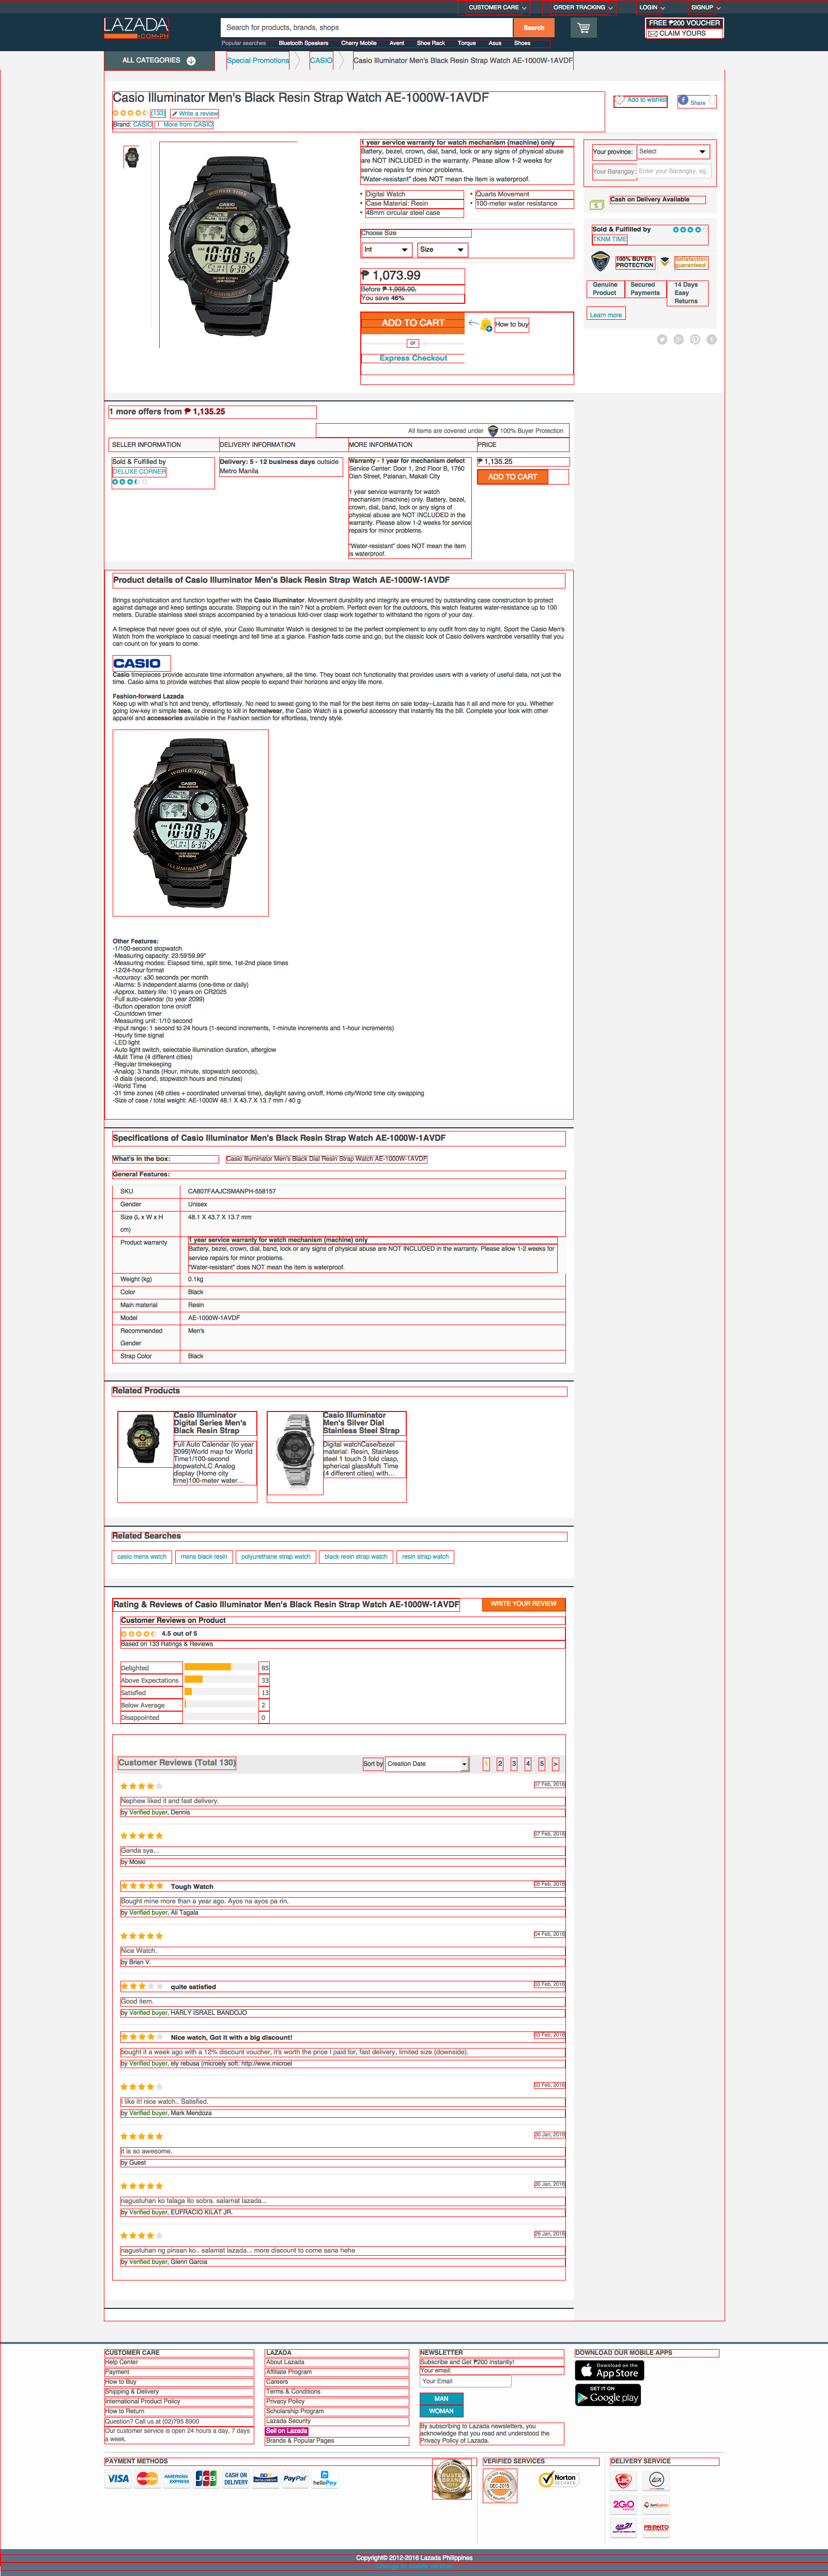 CUSTOMER CARE ORDER TRACKING LOGIN SIGNUP
LAZADA
.COM.PH
Search for products, brands, shops
Search
FREE ₱200 VOUCHER
CLAIM YOURS
Popular searches Bluetooth Speakers Cherry Mobile Avent Shoe Rack Torque Asus Shoes
ALL CATEGORIES
Special Promotions CASIO Casio Illuminator Men's Black Resin Strap Watch AE-1000W-1AVDF
Casio Illuminator Men's Black Resin Strap Watch AE-1000W-1AVDF
(133) Write a review
Brand: CASIO | More from CASIO
Add to wishlist
Share
1 year service warranty for watch mechanism (machine) only
Battery, bezel, crown, dial, band, lock or any signs of physical abuse
are NOT INCLUDED in the warranty. Please allow 1-2 weeks for
service repairs for minor problems.
"Water-resistant" does NOT mean the item is waterproof.
• Digital Watch
• Quarts Movement
• Case Material: Resin
• 100-meter water resistance
• 48mm circular steel case
Choose Size
Int Size
₱ 1,073.99
Before ₱ 1,995.00,
You save 46%
ADD TO CART
or
Express Checkout
How to buy
Your province: Select
Your Barangay: Enter your Barangay, eg.
Cash on Delivery Available
Sold & Fulfilled by
TKNM TIME
100% BUYER
PROTECTION
Satisfaction
guaranteed
Genuine
Product
Secured
Payments
14 Days
Easy
Returns
Learn more
1 more offers from ₱ 1,135.25
All items are covered under 100% Buyer Protection
SELLER INFORMATION DELIVERY INFORMATION MORE INFORMATION PRICE
Sold & Fulfilled by
DELUXE CORNER
Delivery: 5 - 12 business days outside
Metro Manila
Warranty - 1 year for mechanism defect
Service Center: Door 1, 2nd Floor B, 1760
Dian Street, Palanan, Makati City
1 year service warranty for watch
mechanism (machine) only. Battery, bezel,
crown, dial, band, lock or any signs of
physical abuse are NOT INCLUDED in the
warranty. Please allow 1-2 weeks for service
repairs for minor problems.
"Water-resistant" does NOT mean the item
is waterproof.
₱ 1,135.25
ADD TO CART
Product details of Casio Illuminator Men's Black Resin Strap Watch AE-1000W-1AVDF
Brings sophistication and function together with the Casio Illuminator. Movement durability and integrity are ensured by outstanding case construction to protect
against damage and keep settings accurate. Stepping out in the rain? Not a problem. Perfect even for the outdoors, this watch features water-resistance up to 100
meters. Durable stainless steel straps accompanied by a tenacious fold-over clasp work together to withstand the rigors of your day.
A timepiece that never goes out of style, your Casio Illuminator Watch is designed to be the perfect complement to any outfit from day to night. Sport the Casio Men's
Watch from the workplace to casual meetings and tell time at a glance. Fashion fads come and go, but the classic look of Casio delivers wardrobe versatility that you
can count on for years to come.
CASIO
Casio timepieces provide accurate time information anywhere, all the time. They boast rich functionality that provides users with a variety of useful data, not just the
time. Casio aims to provide watches that allow people to expand their horizons and enjoy life more.
Fashion-forward Lazada
Keep up with what's hot and trendy, effortlessly. No need to sweat going to the mall for the best items on sale today--Lazada has it all and more for you. Whether
going low-key in simple tees, or dressing to kill in formalwear, the Casio Watch is a powerful accessory that instantly fits the bill. Complete your look with other
apparel and accessories available in the Fashion section for effortless, trendy style.
Other Features:
-1/100-second stopwatch
-Measuring capacity: 23:59'59.99"
-Measuring modes: Elapsed time, split time, 1st-2nd place times
-12/24-hour format
-Accuracy: ±30 seconds per month
-Alarms: 5 independent alarms (one-time or daily)
-Approx. battery life: 10 years on CR2025
-Full auto-calendar (to year 2099)
-Button operation tone on/off
-Countdown timer
-Measuring unit: 1/10 second
-Input range: 1 second to 24 hours (1-second increments, 1-minute increments and 1-hour increments)
-Hourly time signal
-LED light
-Auto light switch, selectable illumination duration, afterglow
-Mulit Time (4 different cities)
-Regular timekeeping
-Analog: 3 hands (Hour, minute, stopwatch seconds),
-3 dials (second, stopwatch hours and minutes)
-World Time
-31 time zones (48 cities + coordinated universal time), daylight saving on/off, Home city/World time city swapping
-Size of case / total weight: AE-1000W 48.1 X 43.7 X 13.7 mm / 40 g
Specifications of Casio Illuminator Men's Black Resin Strap Watch AE-1000W-1AVDF
What's in the box: Casio Illuminator Men's Black Dial Resin Strap Watch AE-1000W-1AVDF
General Features:
SKU CA807FAAJCSMANPH-558157
Gender Unisex
Size (L x W x H
cm) 48.1 X 43.7 X 13.7 mm
Product warranty 1 year service warranty for watch mechanism (machine) only
Battery, bezel, crown, dial, band, lock or any signs of physical abuse are NOT INCLUDED in the warranty. Please allow 1-2 weeks for
service repairs for minor problems.
"Water-resistant" does NOT mean the item is waterproof.
Weight (kg) 0.1kg
Color Black
Main material Resin
Model AE-1000W-1AVDF
Recommended
Gender Men's
Strap Color Black
Related Products
Casio Illuminator
Digital Series Men's
Black Resin Strap
Full Auto Calendar (to year
2099)World map for World
Time1/100-second
stopwatchLC Analog
display (Home city
time)100-meter water...
Casio Illuminator
Men's Silver Dial
Stainless Steel Strap
Digital watchCase/bezel
material: Resin, Stainless
steel 1 touch 3 fold clasp,
spherical glassMulti Time
(4 different cities) with...
Related Searches
casio mens watch mens black resin polyurethane strap watch black resin strap watch resin strap watch
Rating & Reviews of Casio Illuminator Men's Black Resin Strap Watch AE-1000W-1AVDF
WRITE YOUR REVIEW
Customer Reviews on Product
4.5 out of 5
Based on 133 Ratings & Reviews
Delighted 85
Above Expectations 33
Satisfied 13
Below Average 2
Disappointed 0
Customer Reviews (Total 130)
Sort by Creation Date 1 2 3 4 5 >
07 Feb, 2016
Nephew liked it and fast delivery.
by Verified buyer, Dennis
07 Feb, 2016
Ganda sya...
by Moski
Tough Watch 05 Feb, 2016
Bought mine more than a year ago. Ayos na ayos pa rin.
by Verified buyer, Ali Tagala
04 Feb, 2016
Nice Watch.
by Brian V.
quite satisfied 03 Feb, 2016
Good item.
by Verified buyer, HARLY ISRAEL BANDOJO
Nice watch, Got it with a big discount! 03 Feb, 2016
bought it a week ago with a 12% discount voucher, it's worth the price I paid for, fast delivery, limited size (downside).
by Verified buyer, ely rebusa (microely soft: http://www.microel
03 Feb, 2016
I like it! nice watch.. Satisfied.
by Verified buyer, Mark Mendoza
30 Jan, 2016
it is so awesome.
by Guest
30 Jan, 2016
nagustuhan ko talaga ito sobra. salamat lazada...
by Verified buyer, EUFRACIO KILAT JR.
26 Jan, 2016
nagustuhan ng pinsan ko.. salamat lazada... more discount to come sana hehe
by Verified buyer, Glenn Garcia
CUSTOMER CARE
Help Center
Payment
How to Buy
Shipping & Delivery
International Product Policy
How to Return
Question? Call us at (02)795 8900
Our customer service is open 24 hours a day, 7 days
a week.
LAZADA
About Lazada
Affiliate Program
Careers
Terms & Conditions
Privacy Policy
Scholarship Program
Lazada Security
Sell on Lazada
Brands & Popular Pages
NEWSLETTER
Subscribe and Get ₱200 Instantly!
Your email:
Your Email
MAN
WOMAN
By subscribing to Lazada newsletters, you
acknowledge that you read and understood the
Privacy Policy of Lazada.
DOWNLOAD OUR MOBILE APPS
Download on the
App Store
GET IT ON
Google play
PAYMENT METHODS
VISA MasterCard AMERICAN EXPRESS JCB CASH ON DELIVERY BDO PayPal helloPay
VERIFIED SERVICES
DEC-2015
Norton
SECURED
DELIVERY SERVICE
LBC
2GO
AIR21
Copyright© 2012-2016 Lazada Philippines